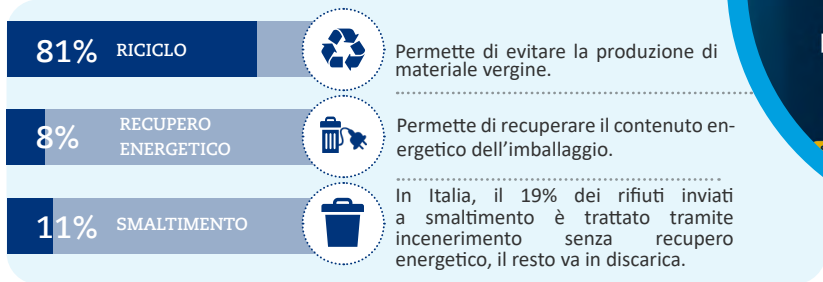 81% RICICLO
Permette di evitare la produzione di
materiale vergine.
8% RECUPERO
ENERGETICO
Permette di recuperare il contenuto en-
ergetico dell'imballaggio.
11% SMALTIMENTO
In Italia, il 19% dei rifiuti inviati
a smaltimento è trattato tramite
incenerimento senza recupero
energetico, il resto va in discarica.